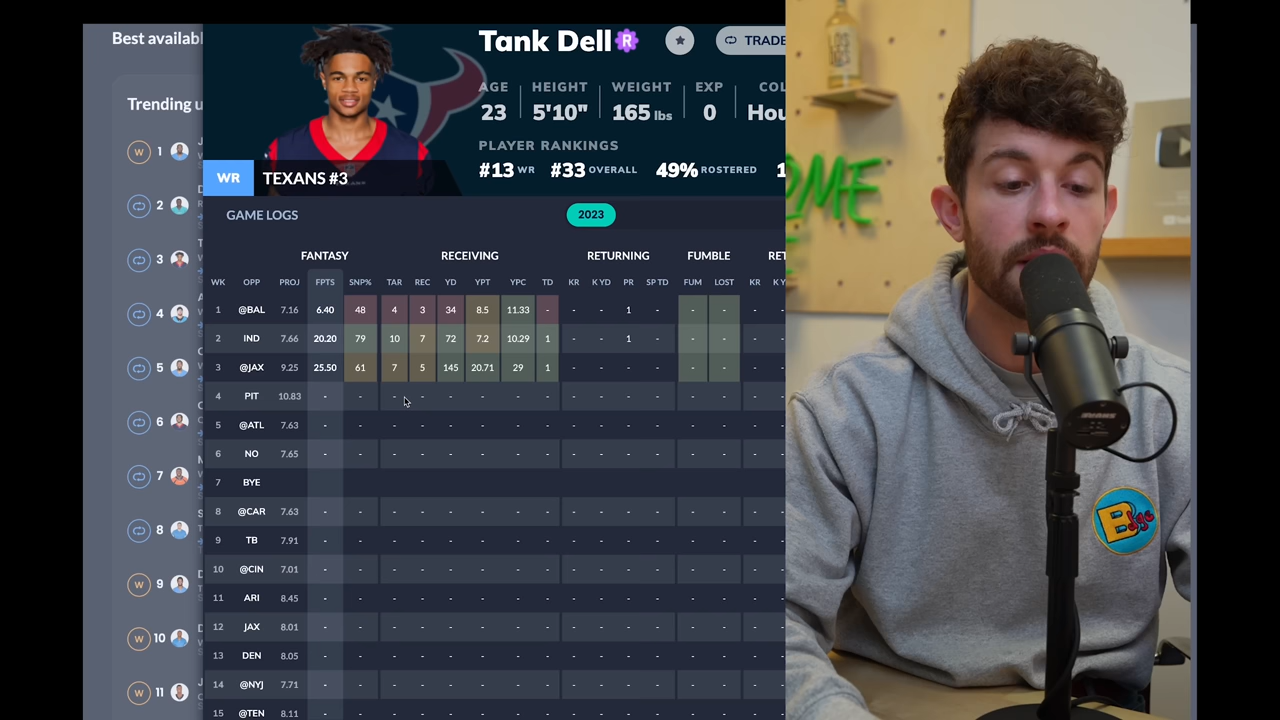 Best availabl
Trending u
1
2
3
4
5
6
7
8
W 9
W 10
W 11
Tank Dell R
TRADE
AGE HEIGHT WEIGHT EXP COL
23 5'10" 165 lbs 0 Hou
PLAYER RANKINGS
#13 WR #33 OVERALL 49% ROSTERED 1
WR TEXANS #3
GAME LOGS 2023
FANTASY RECEIVING RETURNING FUMBLE RET
WK OPP PROJ FPTS SNP% TAR REC YD YPT YPC TD KR K YD PR SP TD FUM LOST KR K Y
1 @BAL 7.16 6.40 48 4 3 34 8.5 11.33 - - - 1 - - - - -
2 IND 7.66 20.20 79 10 7 72 7.2 10.29 1 - - 1 - - - - -
3 @JAX 9.25 25.50 61 7 5 145 20.71 29 1 - - - - - - - -
4 PIT 10.83 - - - - - - - - - - - - - - - -
5 @ATL 7.63 - - - - - - - - - - - - - - - -
6 NO 7.65 - - - - - - - - - - - - - - - -
7 BYE
8 @CAR 7.63 - - - - - - - - - - - - - - - -
9 TB 7.91 - - - - - - - - - - - - - - - -
10 @CIN 7.01 - - - - - - - - - - - - - - - -
11 ARI 8.45 - - - - - - - - - - - - - - - -
12 JAX 8.01 - - - - - - - - - - - - - - - -
13 DEN 8.05 - - - - - - - - - - - - - - - -
14 @NYJ 7.71 - - - - - - - - - - - - - - - -
15 @TEN 8.11 - - - - - - - - - - - - - - - -
OME
Bdge